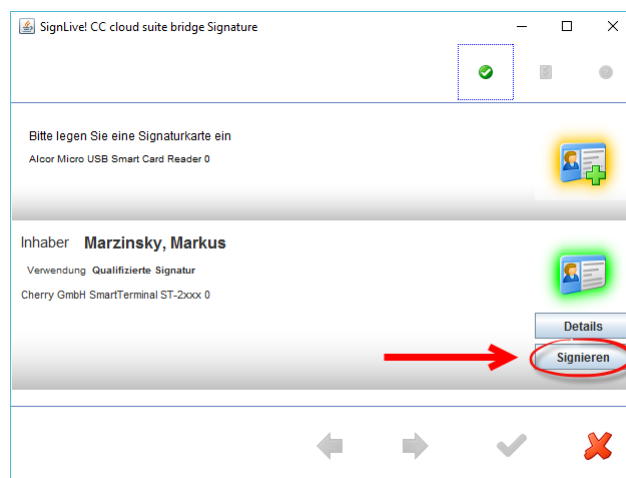 SignLive! CC cloud suite bridge Signature
Bitte legen Sie eine Signaturkarte ein
Alcor Micro USB Smart Card Reader 0
Inhaber Marzinsky, Markus
Verwendung Qualifizierte Signatur
Cherry GmbH SmartTerminal ST-2xxx 0
Details
Signieren